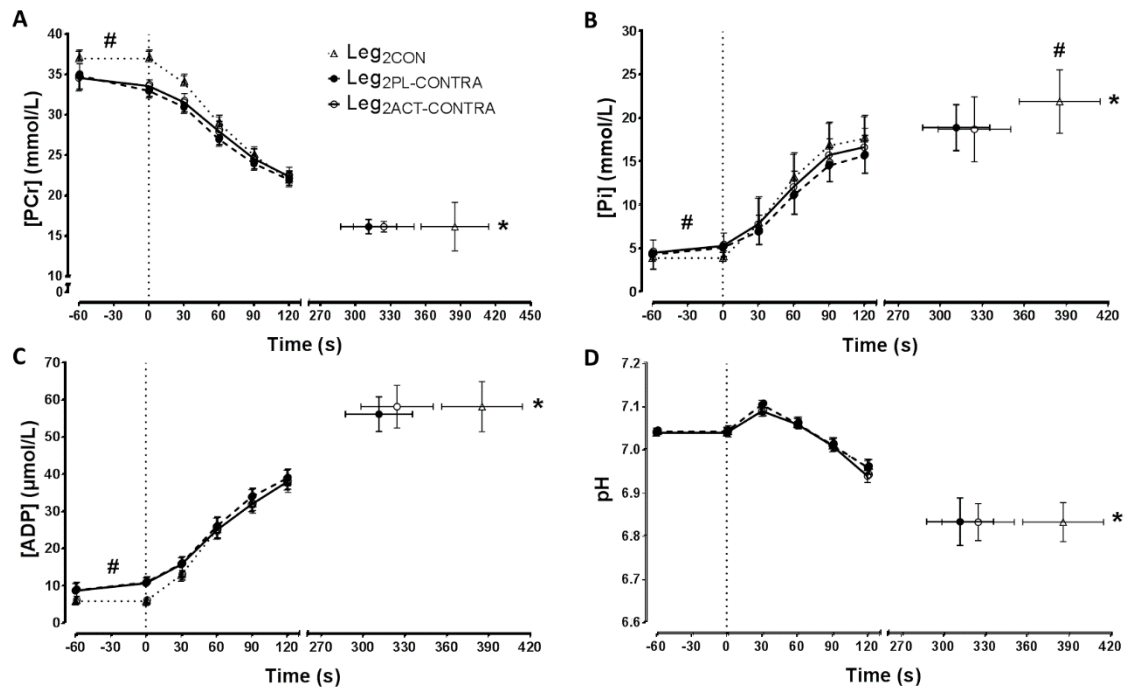 A
[PCr] (mmol/L)
40
35
30
25
20
15
10
0
#
Leg2CON
Leg2PL-CONTRA
Leg2ACT-CONTRA
*
-60 -30 0 30 60 90 120 270 300 330 360 390 420 450
Time (s)
B
[Pi] (mmol/L)
30
25
20
15
10
5
0
#
#
*
-60 -30 0 30 60 90 120 270 300 330 360 390 420
Time (s)
C
[ADP] (µmol/L)
70
60
50
40
30
20
10
0
#
*
-60 -30 0 30 60 90 120 270 300 330 360 390 420
Time (s)
D
pH
7.2
7.1
7.0
6.9
6.8
6.7
6.6
*
-60 -30 0 30 60 90 120 270 300 330 360 390 420
Time (s)